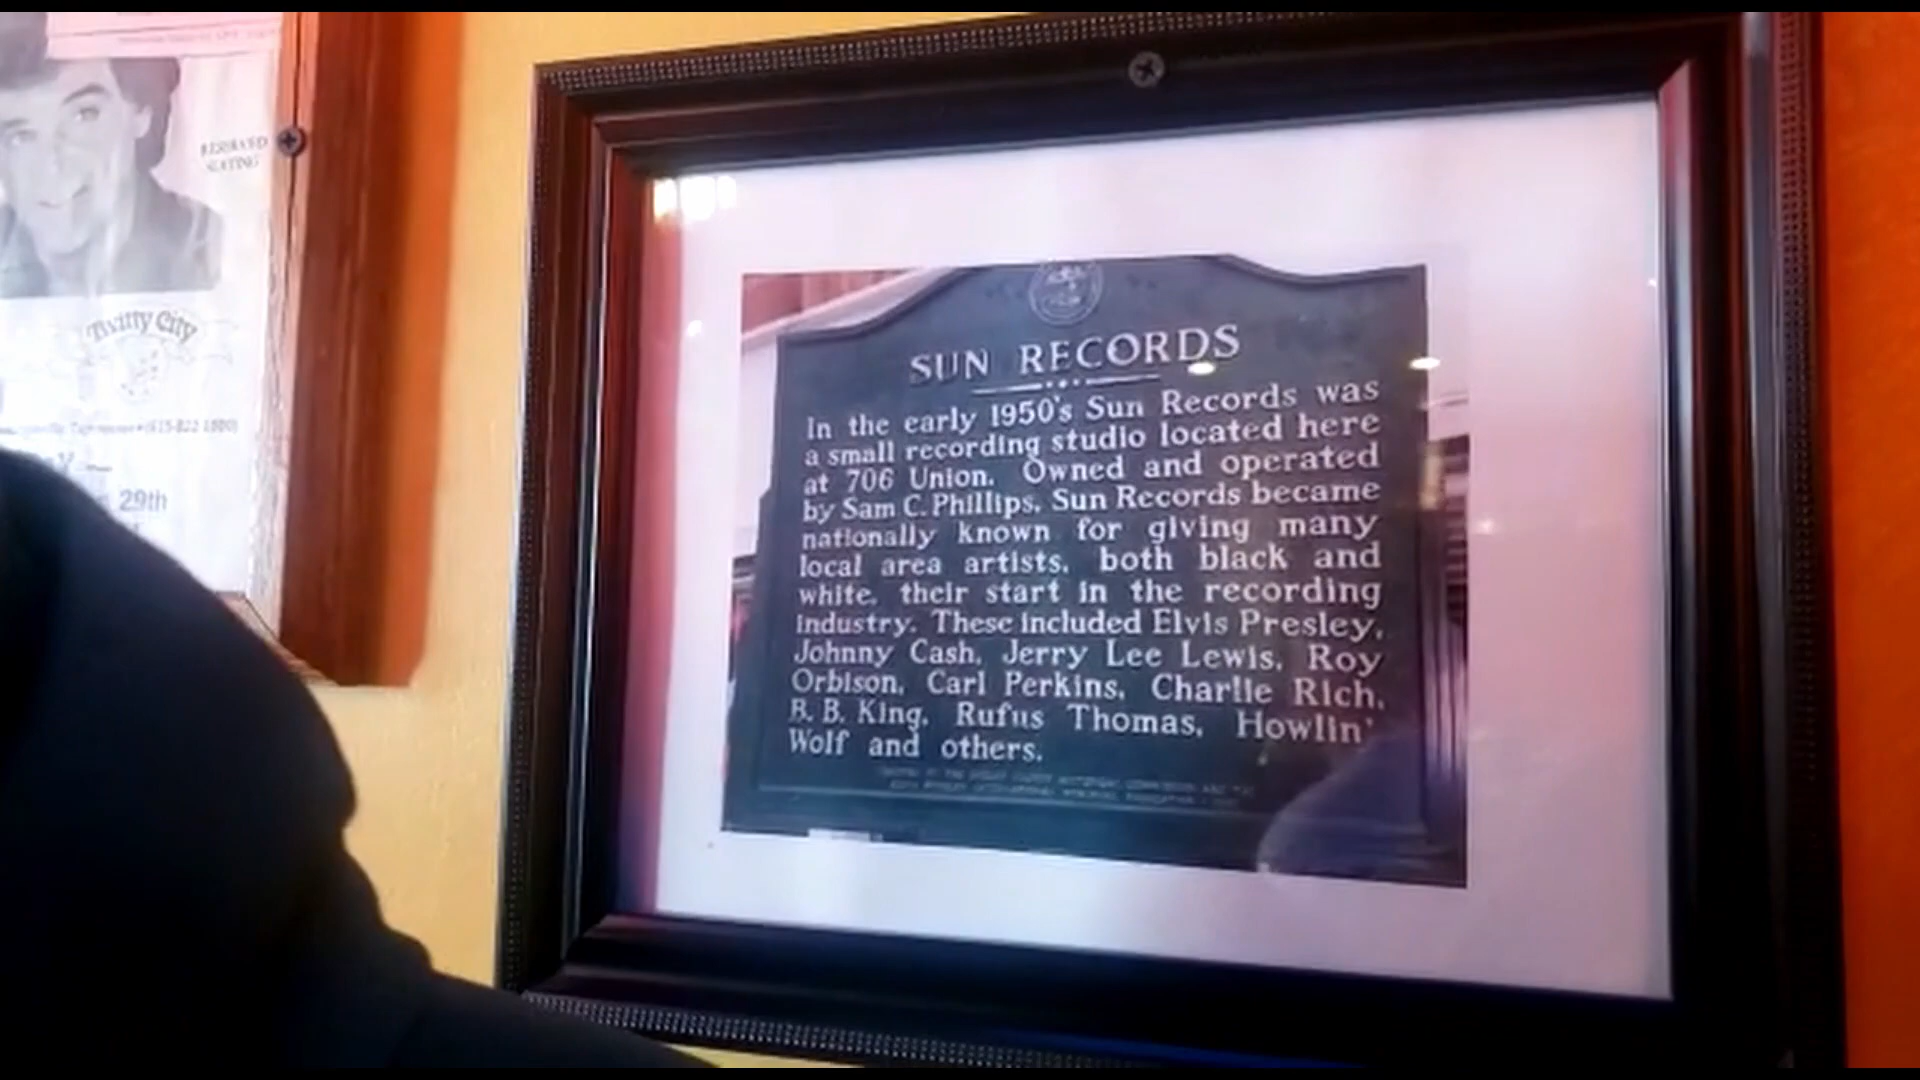 RESERVED
SEATING
Twitty City
(615-822-1800)
29th
SUN RECORDS
In the early 1950's Sun Records was
a small recording studio located here
at 706 Union. Owned and operated
by Sam C. Phillips, Sun Records became
nationally known for giving many
local area artists, both black and
white, their start in the recording
industry. These included Elvis Presley,
Johnny Cash, Jerry Lee Lewis, Roy
Orbison, Carl Perkins, Charlie Rich,
B. B. King, Rufus Thomas, Howlin'
Wolf and others.